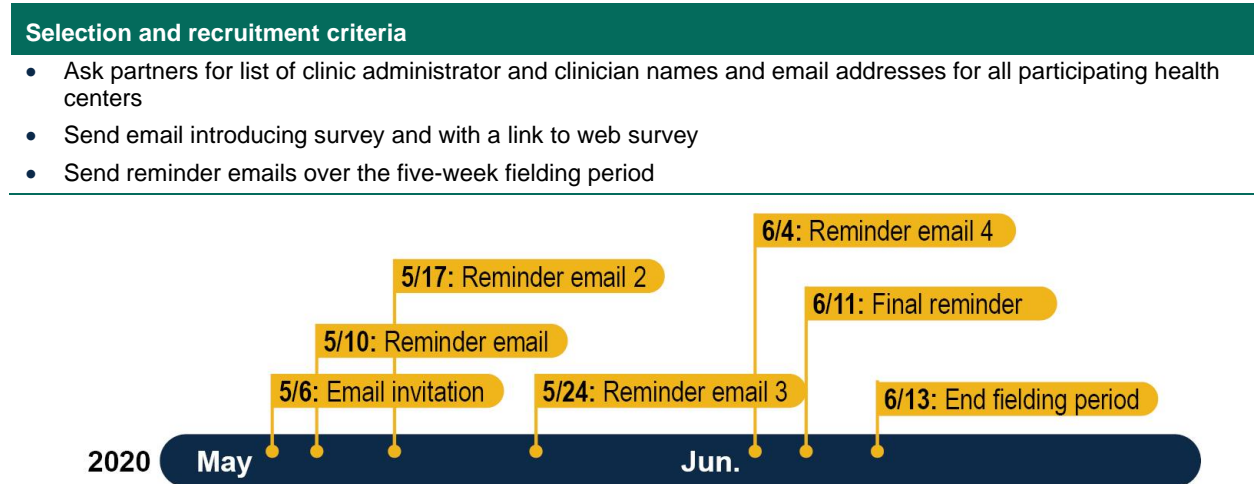 Selection and recruitment criteria
• Ask partners for list of clinic administrator and clinician names and email addresses for all participating health
centers
• Send email introducing survey and with a link to web survey
• Send reminder emails over the five-week fielding period
6/4: Reminder email 4
5/17: Reminder email 2
6/11: Final reminder
5/10: Reminder email
5/6: Email invitation
5/24: Reminder email 3
6/13: End fielding period
2020 May Jun.